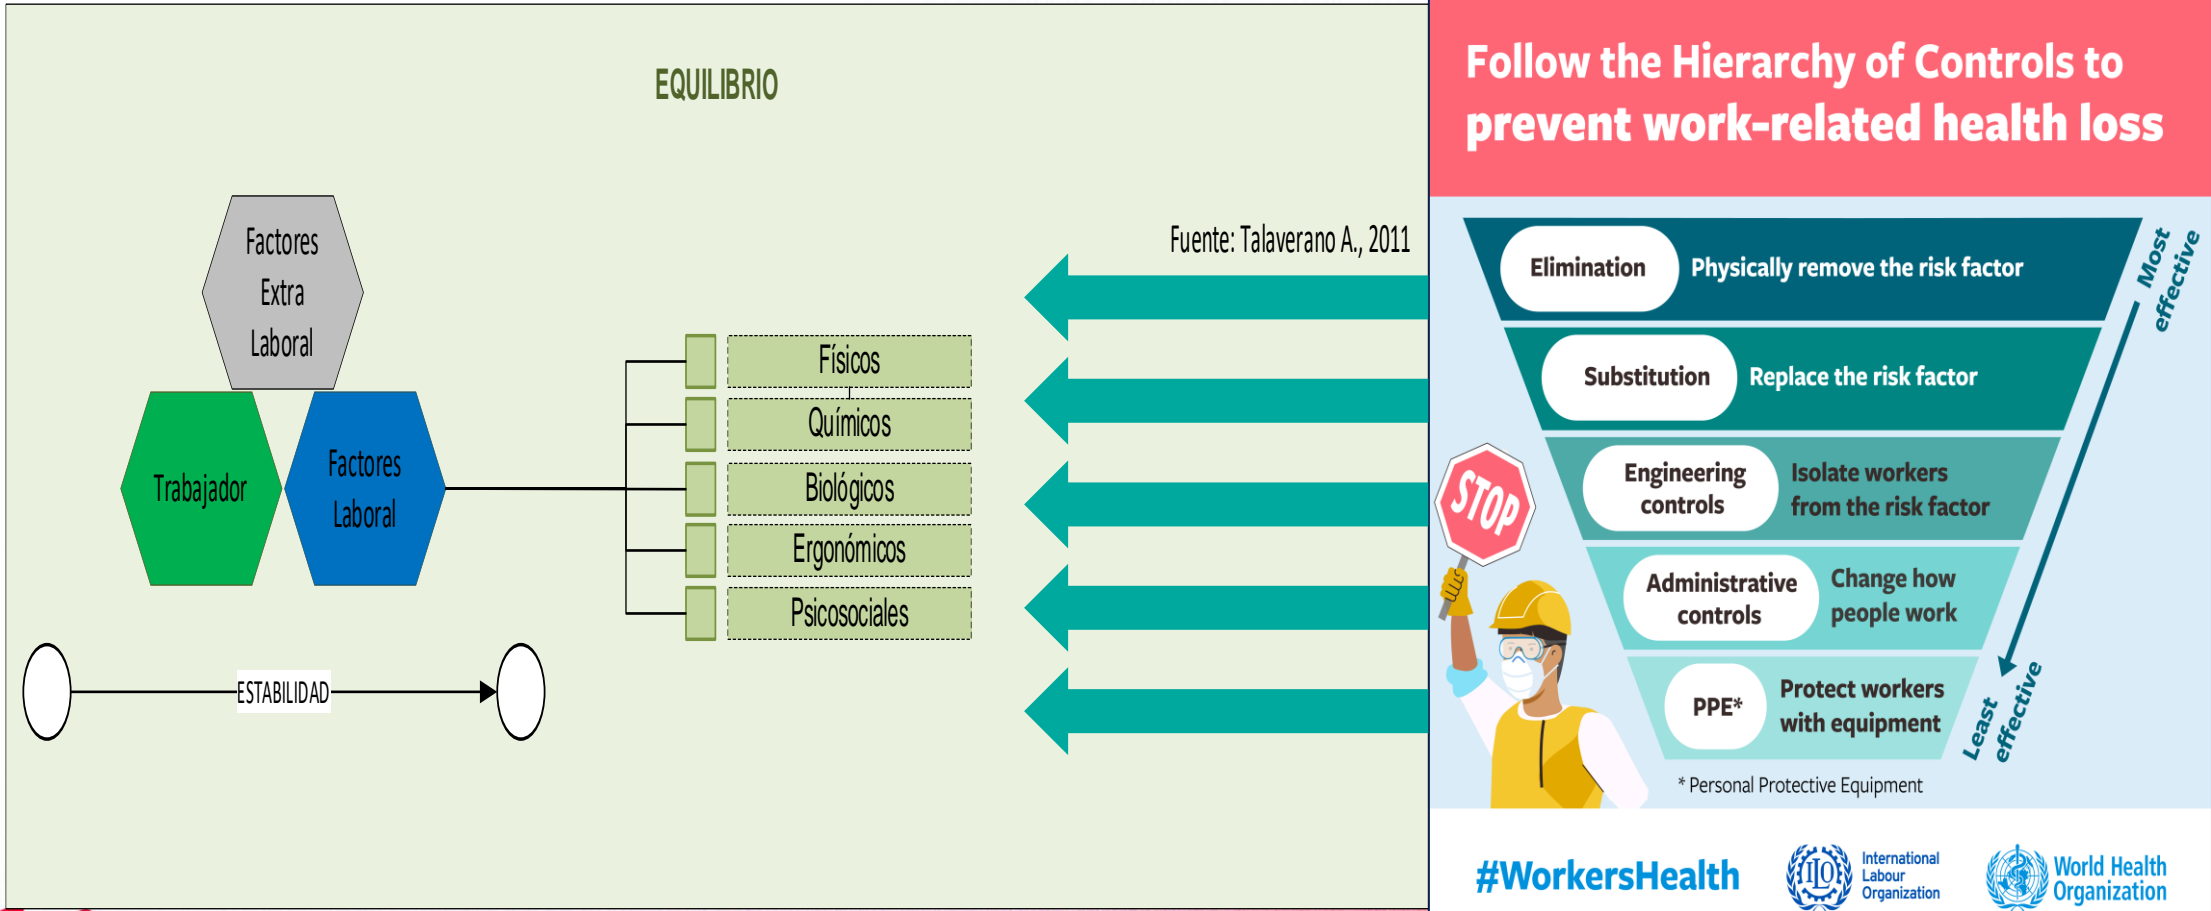 EQUILIBRIO
Factores
Extra
Laboral
Trabajador
Factores
Laboral
ESTABILIDAD
Físicos
Químicos
Biológicos
Ergonómicos
Psicosociales
Fuente: Talaverano A., 2011
Follow the Hierarchy of Controls to
prevent work-related health loss
Elimination
Physically remove the risk factor
Substitution
Replace the risk factor
Engineering
controls
Isolate workers
from the risk factor
Administrative
controls
Change how
people work
PPE*
Protect workers
with equipment
Most
effective
Least
effective
STOP
* Personal Protective Equipment
#WorkersHealth
ILO
International
Labour
Organization
World Health
Organization